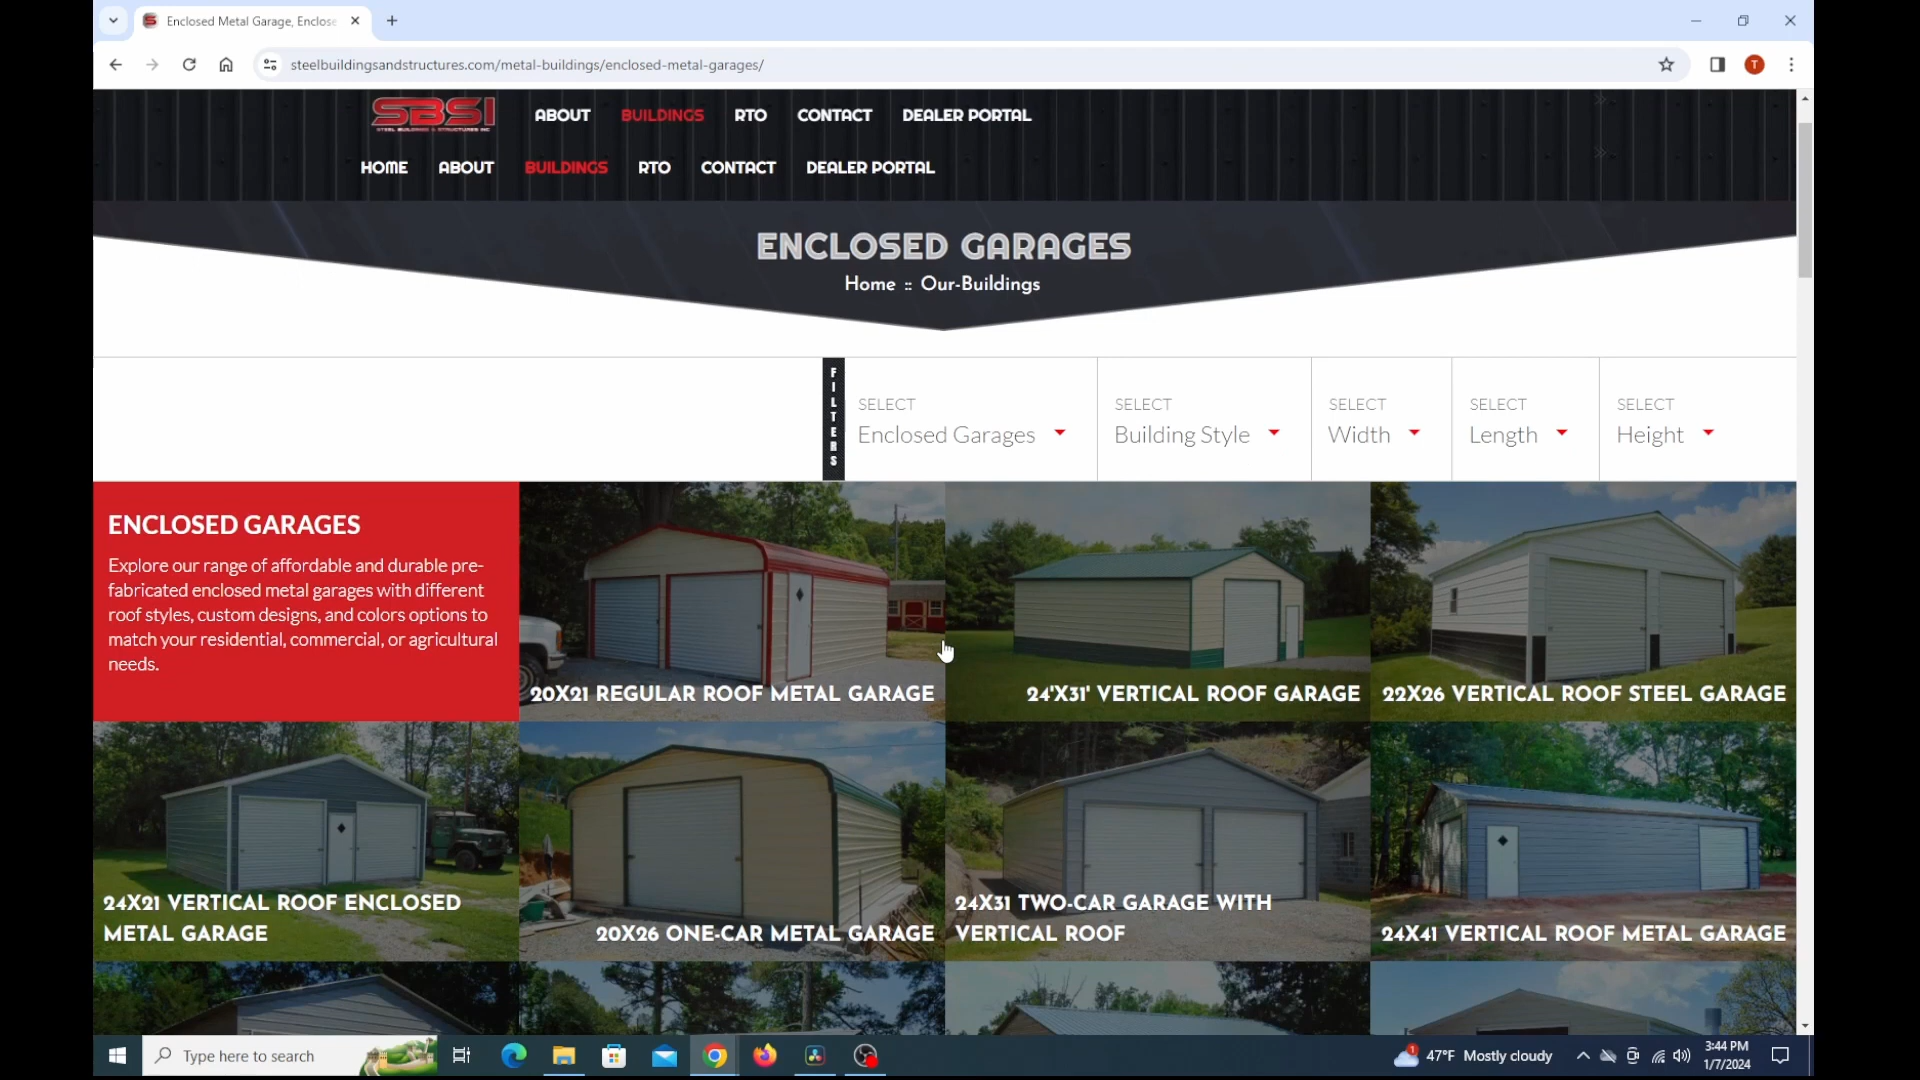 Enclosed Metal Garage, Enclose
steelbuildingsandstructures.com/metal-buildings/enclosed-metal-garages/
T
SBSI
STEEL BUILDINGS & STRUCTURES INC
ABOUT BUILDINGS RTO CONTACT DEALER PORTAL
HOME ABOUT BUILDINGS RTO CONTACT DEALER PORTAL
ENCLOSED GARAGES
Home :: Our-Buildings
FILTERS
SELECT
Enclosed Garages
SELECT
Building Style
SELECT
Width
SELECT
Length
SELECT
Height
ENCLOSED GARAGES
Explore our range of affordable and durable pre-
fabricated enclosed metal garages with different
roof styles, custom designs, and colors options to
match your residential, commercial, or agricultural
needs.
20X21 REGULAR ROOF METAL GARAGE
24'X31' VERTICAL ROOF GARAGE
22X26 VERTICAL ROOF STEEL GARAGE
24X21 VERTICAL ROOF ENCLOSED
METAL GARAGE
20X26 ONE-CAR METAL GARAGE
24X31 TWO-CAR GARAGE WITH
VERTICAL ROOF
24X41 VERTICAL ROOF METAL GARAGE
Type here to search
1
47°F Mostly cloudy
3:44 PM
1/7/2024